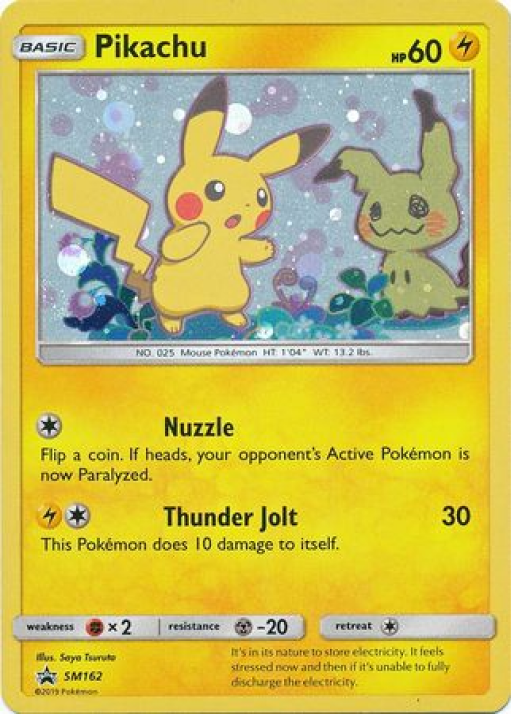 BASIC Pikachu HP60
NO. 025 Mouse Pokémon HT: 1'04" WT: 13.2 lbs.
Nuzzle
Flip a coin. If heads, your opponent's Active Pokémon is
now Paralyzed.
Thunder Jolt 30
This Pokémon does 10 damage to itself.
weakness ×2 resistance -20 retreat
Illus. Saya Tsuruta
SM162
©2019 Pokémon
It's in its nature to store electricity. It feels
stressed now and then if it's unable to fully
discharge the electricity.